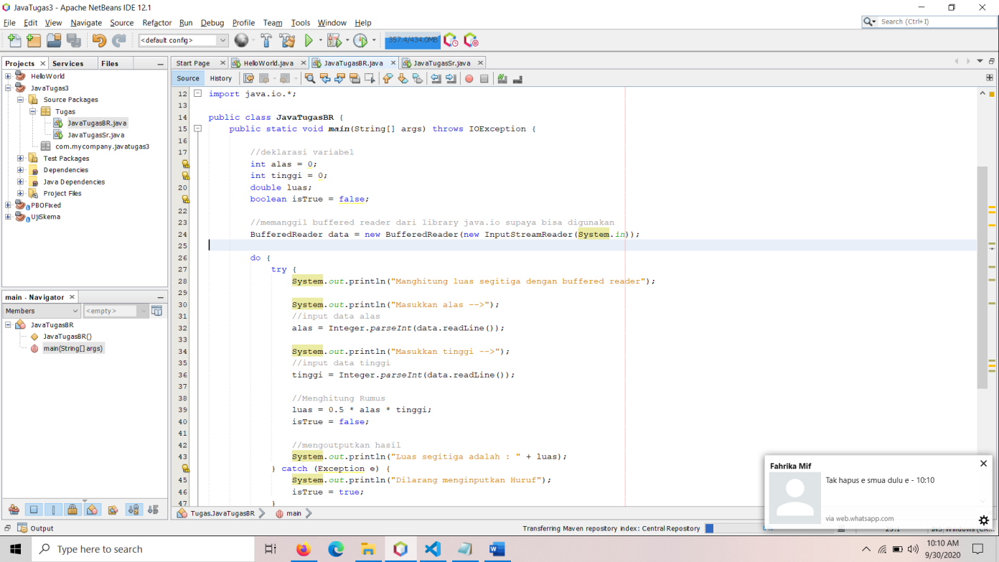 JavaTugas3 - Apache NetBeans IDE 12.1
File Edit View Navigate Source Refactor Run Debug Profile Team Tools Window Help
Search (Ctrl+I)
<default config>
357.4/434.0MB
Projects Services Files
Start Page HelloWorld.java JavaTugasBR.java JavaTugasSr.java
Source History
HelloWorld
JavaTugas3
Source Packages
Tugas
JavaTugasBR.java
JavaTugasSr.java
com.mycompany.javatugas3
Test Packages
Dependencies
Java Dependencies
Project Files
PBOFixed
UjiSkema
main - Navigator
Members <empty>
JavaTugasBR
JavaTugasBR()
main(String[] args)
12 import java.io.*;
13
14 public class JavaTugasBR {
15 public static void main(String[] args) throws IOException {
16
17 //deklarasi variabel
int alas = 0;
int tinggi = 0;
20 double luas;
boolean isTrue = false;
22
23 //memanggil buffered reader dari library java.io supaya bisa digunakan
24 BufferedReader data = new BufferedReader(new InputStreamReader(System.in));
25
26 do {
27 try {
28 System.out.println("Manghitung luas segitiga dengan buffered reader");
29
30 System.out.println("Masukkan alas -->");
31 //input data alas
32 alas = Integer.parseInt(data.readLine());
33
34 System.out.println("Masukkan tinggi -->");
35 //input data tinggi
36 tinggi = Integer.parseInt(data.readLine());
37
38 //Menghitung Rumus
39 luas = 0.5 * alas * tinggi;
40 isTrue = false;
41
42 //mengoutputkan hasil
43 System.out.println("Luas segitiga adalah : " + luas);
} catch (Exception e) {
45 System.out.println("Dilarang menginputkan Huruf");
46 isTrue = true;
47 }
Tugas.JavaTugasBR main
Fahrika Mif
Tak hapus e smua dulu e - 10:10
via web.whatsapp.com
Output
Transferring Maven repository index: Central Repository
Type here to search
10:10 AM
9/30/2020